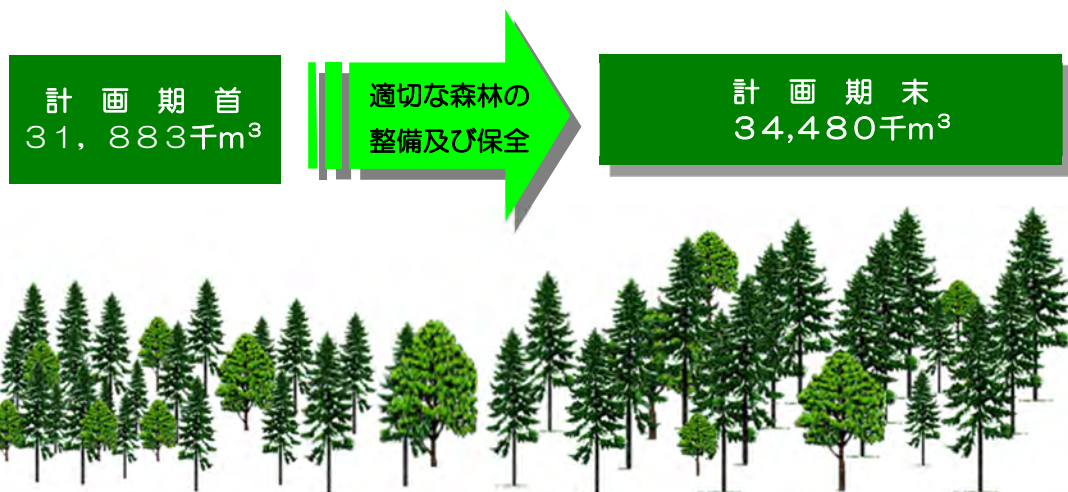 計画期首
31，883千m³
適切な森林の
整備及び保全
計画期末
34,480千m³